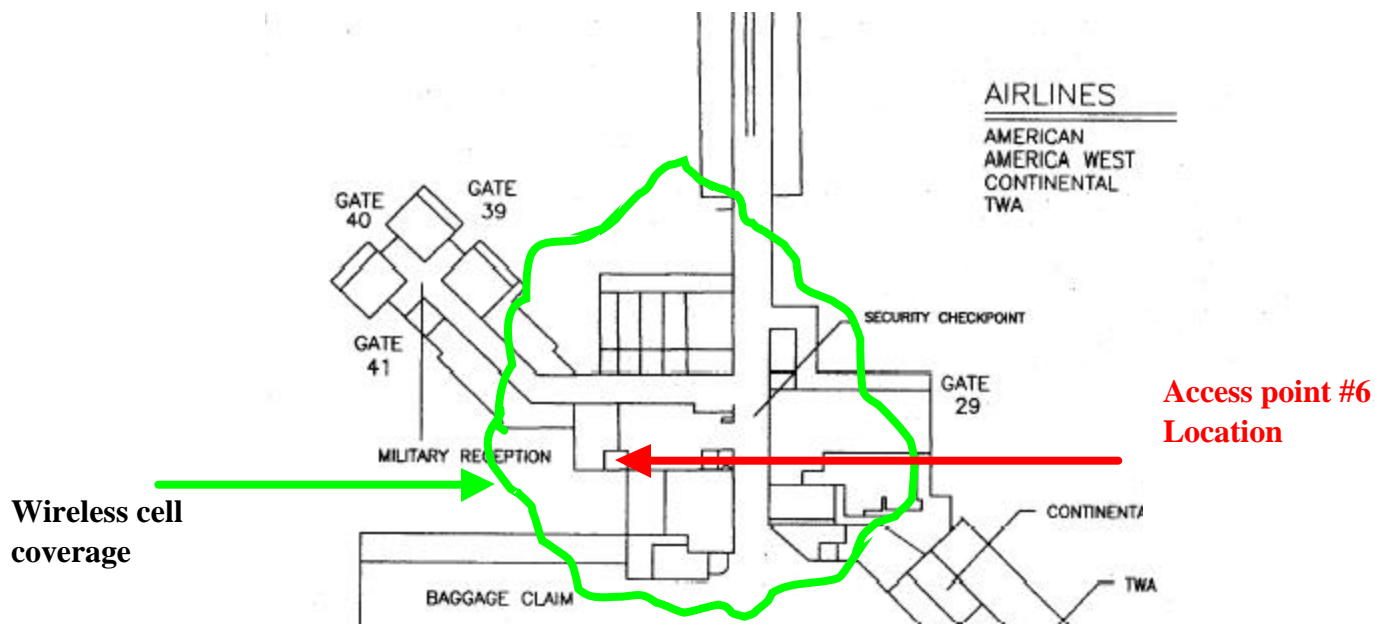 AIRLINES
AMERICAN
AMERICA WEST
CONTINENTAL
TWA
GATE
39
GATE
40
SECURITY CHECKPOINT
GATE
41
GATE
29
Access point #6
Location
MILITARY RECEPTION
Wireless cell
coverage
CONTINENTA
TWA
BAGGAGE CLAIM